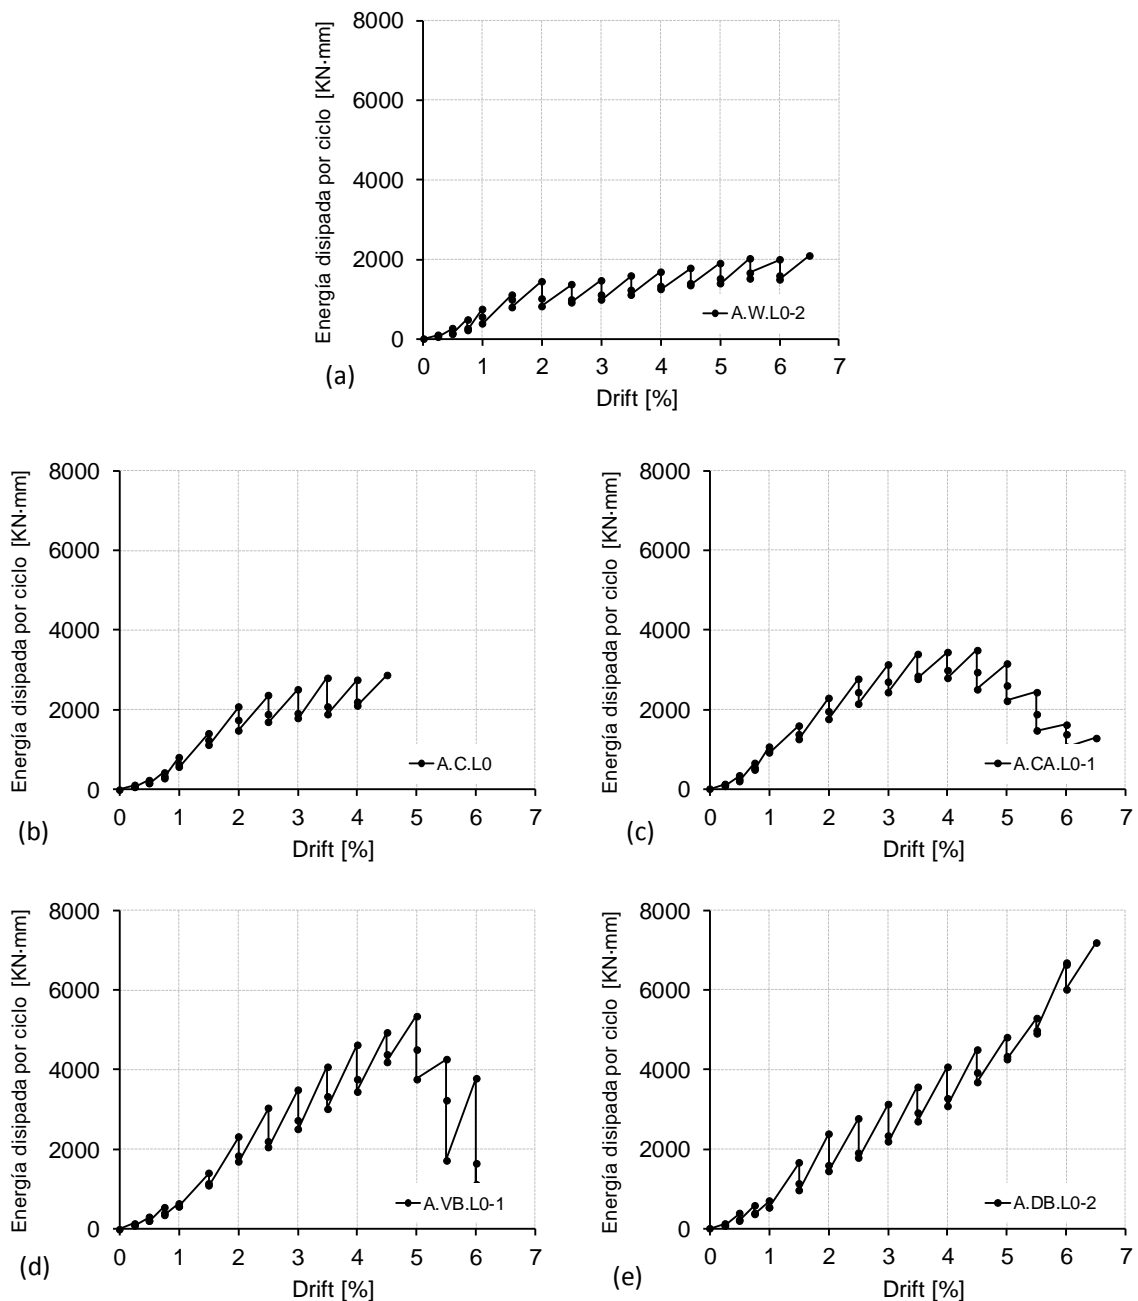 Energía disipada por ciclo [KN·mm]
8000
6000
4000
2000
0
A.W.L0-2
0 1 2 3 4 5 6 7
(a)
Drift [%]
Energía disipada por ciclo [KN·mm]
8000
6000
4000
2000
0
A.C.L0
0 1 2 3 4 5 6 7
(b)
Drift [%]
Energía disipada por ciclo [KN·mm]
8000
6000
4000
2000
0
A.CA.L0-1
0 1 2 3 4 5 6 7
(c)
Drift [%]
Energía disipada por ciclo [KN·mm]
8000
6000
4000
2000
0
A.VB.L0-1
0 1 2 3 4 5 6 7
(d)
Drift [%]
Energía disipada por ciclo [KN·mm]
8000
6000
4000
2000
0
A.DB.L0-2
0 1 2 3 4 5 6 7
(e)
Drift [%]